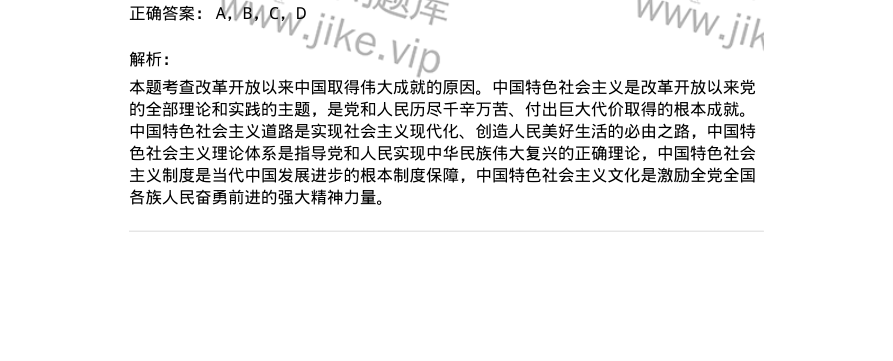 正确答案： A，B，C，D
题库
www.jike.vip
www.jik
解析：
本题考查改革开放以来中国取得伟大成就的原因。中国特色社会主义是改革开放以来党
的全部理论和实践的主题，是党和人民历尽千辛万苦、付出巨大代价取得的根本成就。
中国特色社会主义道路是实现社会主义现代化、创造人民美好生活的必由之路，中国特
色社会主义理论体系是指导党和人民实现中华民族伟大复兴的正确理论，中国特色社会
主义制度是当代中国发展进步的根本制度保障，中国特色社会主义文化是激励全党全国
各族人民奋勇前进的强大精神力量。